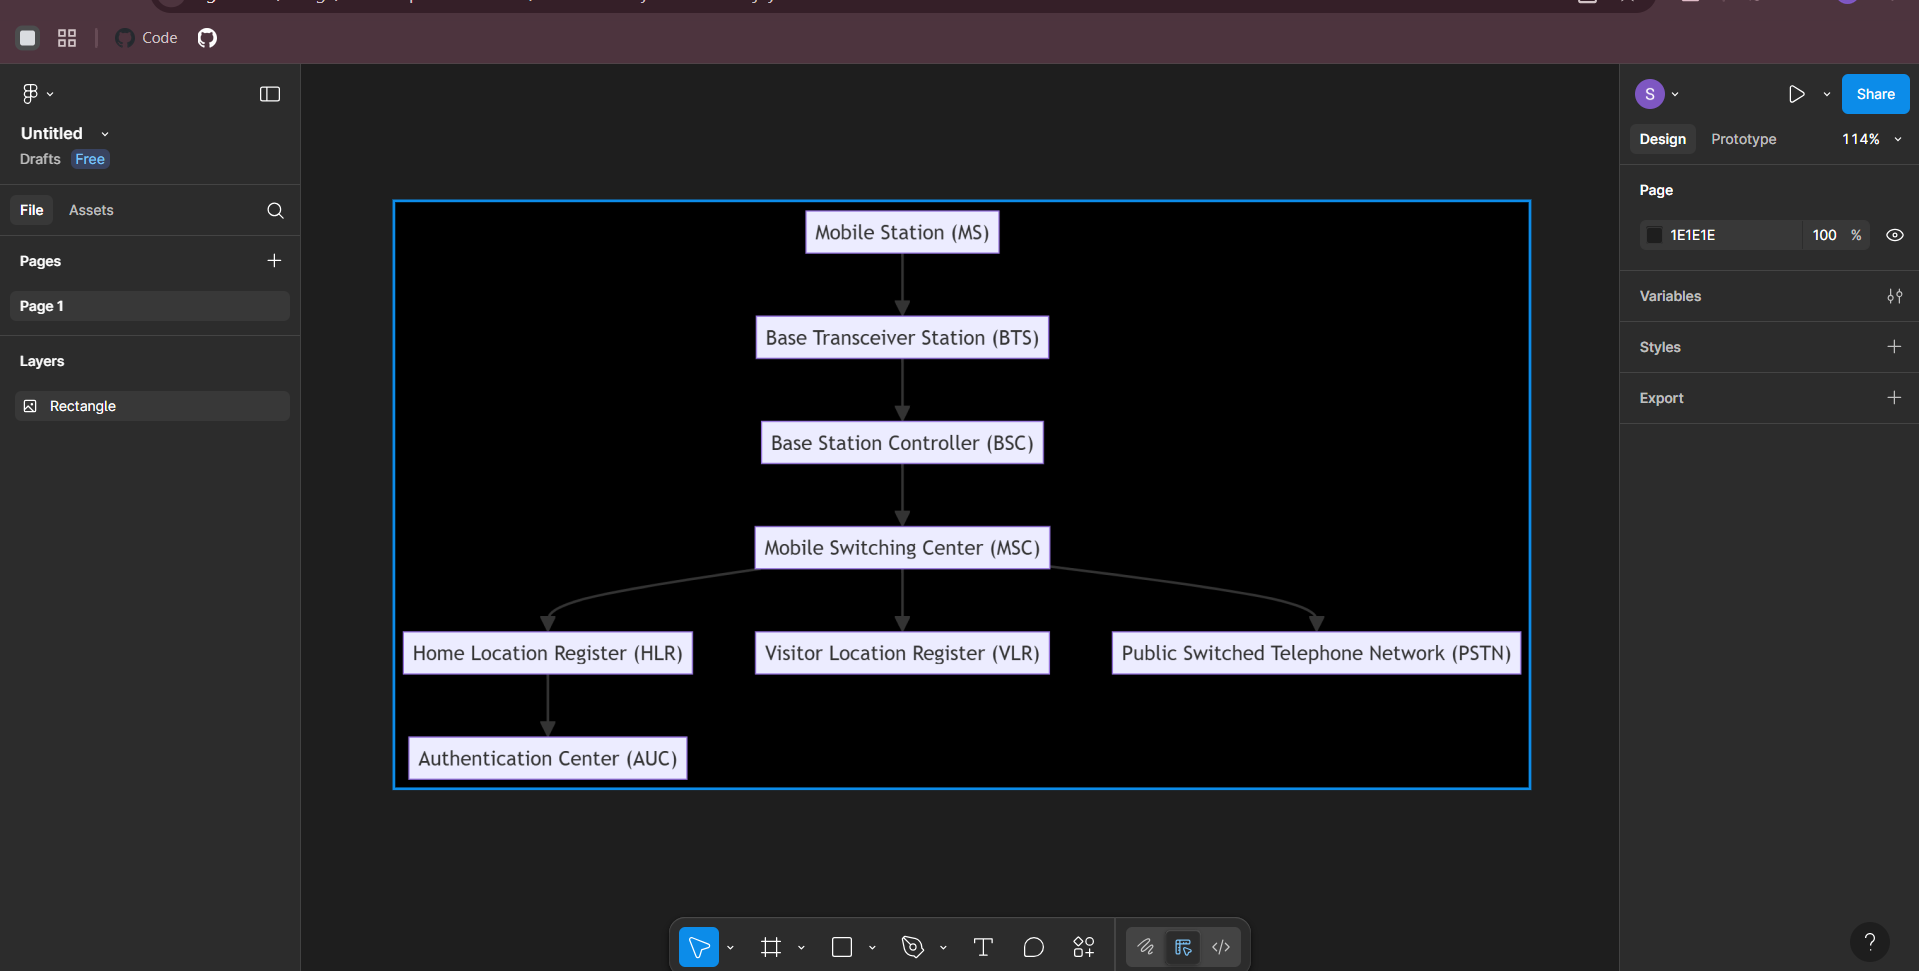 Code
Untitled
Drafts Free
File Assets
Pages
Page 1
Layers
Rectangle
Mobile Station (MS)
Base Transceiver Station (BTS)
Base Station Controller (BSC)
Mobile Switching Center (MSC)
Home Location Register (HLR)
Visitor Location Register (VLR)
Public Switched Telephone Network (PSTN)
Authentication Center (AUC)
S
Share
Design Prototype 114%
Page
1E1E1E 100 %
Variables
Styles
Export
T
?